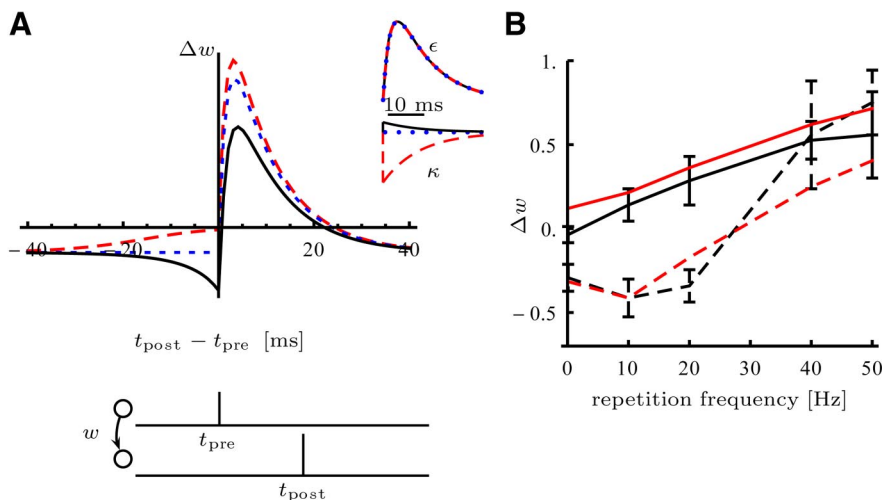 A
Δw
ϵ
10 ms
κ
− 40
− 20
20
40
t_post − t_pre [ms]
w
t_pre
t_post
B
1.
0.5
0.
− 0.5
Δw
0
10
20
30
40
50
repetition frequency [Hz]